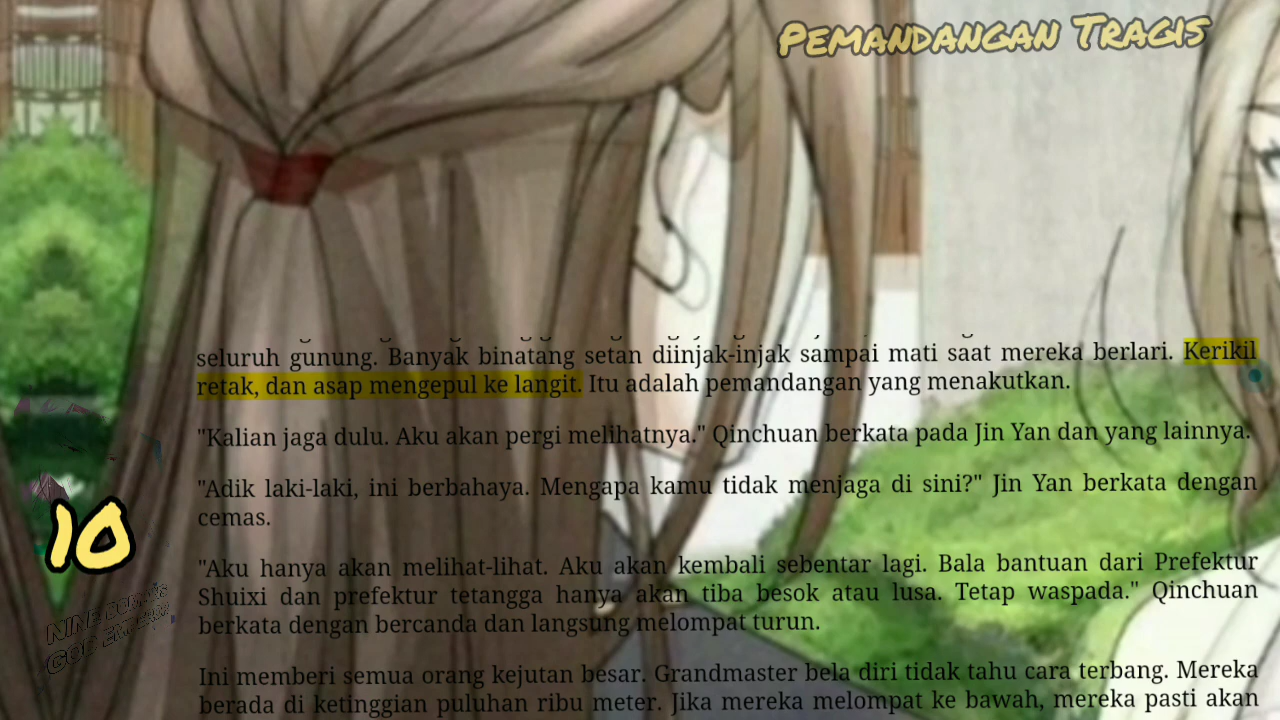 Pemandangan Tragis
seluruh gunung. Banyak binatang setan diinjak-injak sampai mati saat mereka berlari. Kerikil
retak, dan asap mengepul ke langit. Itu adalah pemandangan yang menakutkan.
"Kalian jaga dulu. Aku akan pergi melihatnya." Qinchuan berkata pada Jin Yan dan yang lainnya.
"Adik laki-laki, ini berbahaya. Mengapa kamu tidak menjaga di sini?" Jin Yan berkata dengan
cemas.
"Aku hanya akan melihat-lihat. Aku akan kembali sebentar lagi. Bala bantuan dari Prefektur
Shuixi dan prefektur tetangga hanya akan tiba besok atau lusa. Tetap waspada." Qinchuan
berkata dengan bercanda dan langsung melompat turun.
Ini memberi semua orang kejutan besar. Grandmaster bela diri tidak tahu cara terbang. Mereka
berada di ketinggian puluhan ribu meter. Jika mereka melompat ke bawah, mereka pasti akan
10